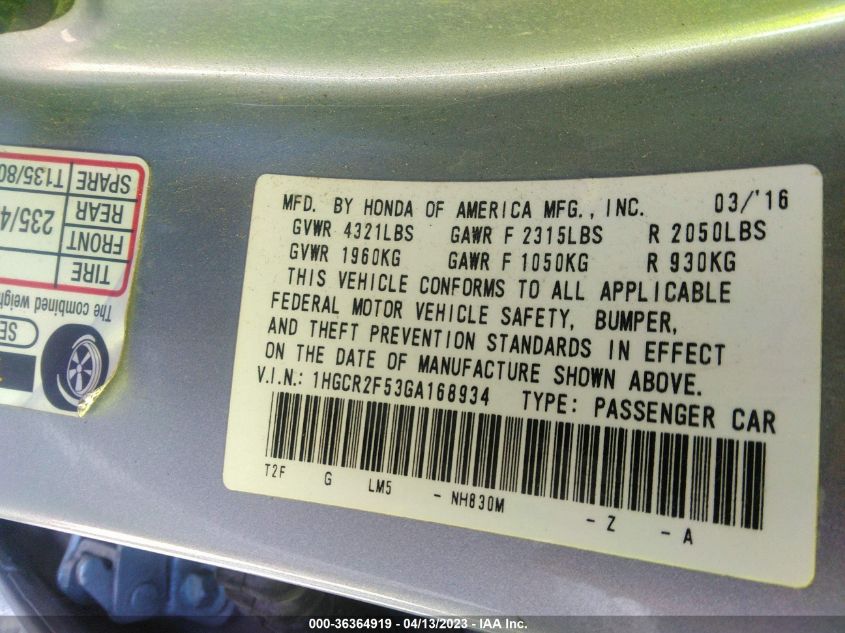 MFD. BY HONDA OF AMERICA MFG., INC. 03/'16
GVWR 4321LBS GAWR F 2315LBS R 2050LBS
GVWR 1960KG GAWR F 1050KG R 930KG
THIS VEHICLE CONFORMS TO ALL APPLICABLE
FEDERAL MOTOR VEHICLE SAFETY, BUMPER,
AND THEFT PREVENTION STANDARDS IN EFFECT
ON THE DATE OF MANUFACTURE SHOWN ABOVE.
V.I.N.: 1HGCR2F53GA168934 TYPE: PASSENGER CAR
T2F G LM5 - NH830M - Z - A
The combined weigh
TIRE
FRONT
REAR 235/4
SPARE T135/80
000-36364919 - 04/13/2023 - IAA Inc.